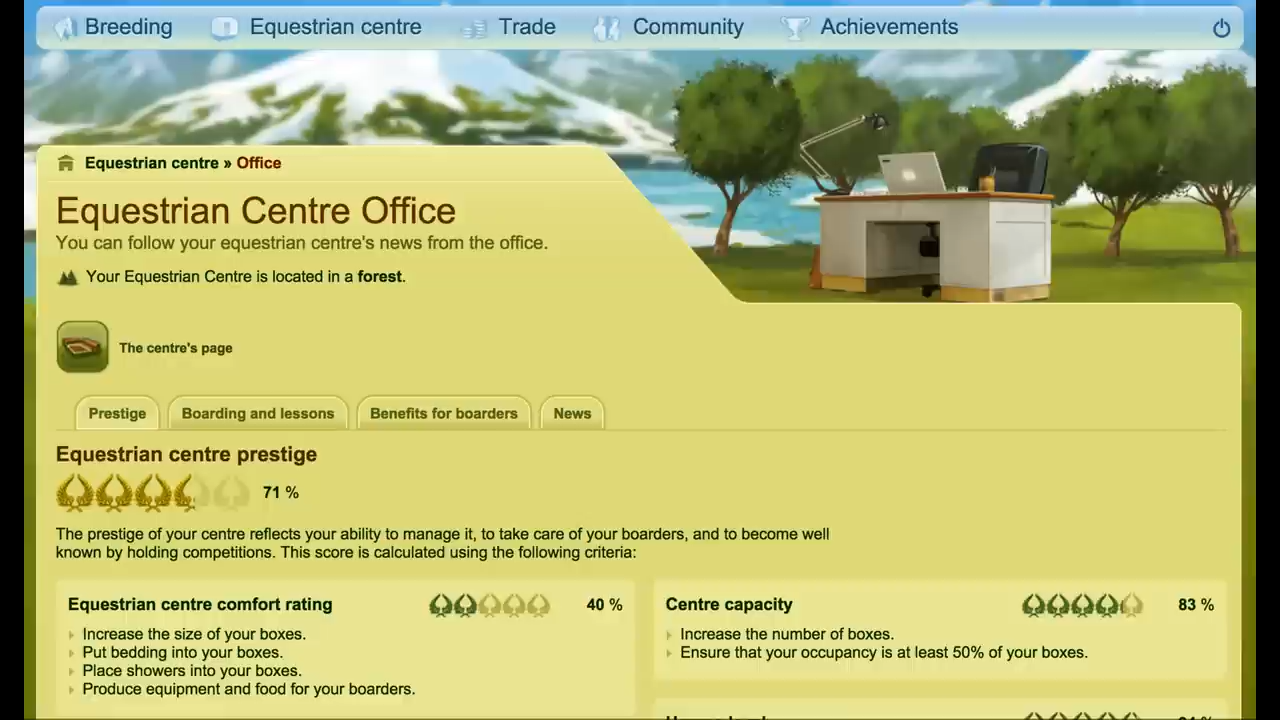 Breeding Equestrian centre Trade Community Achievements
Equestrian centre » Office
Equestrian Centre Office
You can follow your equestrian centre's news from the office.
Your Equestrian Centre is located in a forest.
The centre's page
Prestige Boarding and lessons Benefits for boarders News
Equestrian centre prestige
71 %
The prestige of your centre reflects your ability to manage it, to take care of your boarders, and to become well
known by holding competitions. This score is calculated using the following criteria:
Equestrian centre comfort rating 40 %
Increase the size of your boxes.
Put bedding into your boxes.
Place showers into your boxes.
Produce equipment and food for your boarders.
Centre capacity 83 %
Increase the number of boxes.
Ensure that your occupancy is at least 50% of your boxes.